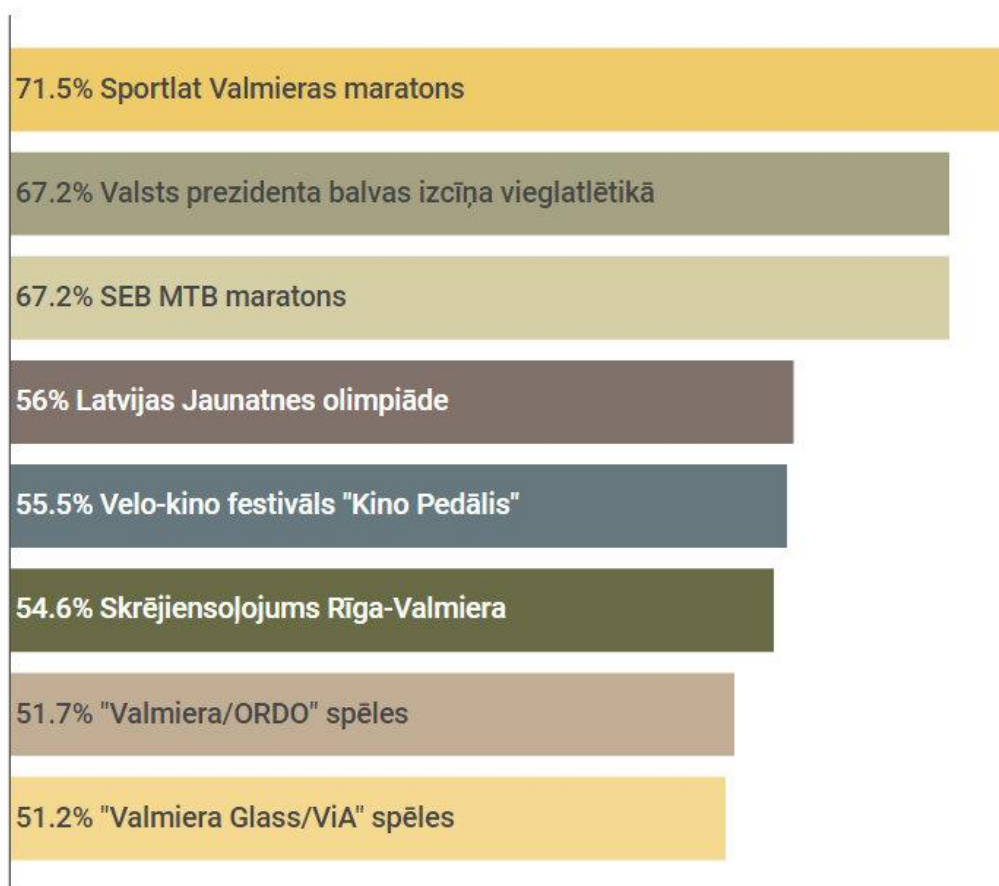 71.5% Sportlat Valmieras maratons
67.2% Valsts prezidenta balvas izcīņa vieglatlētikā
67.2% SEB MTB maratons
56% Latvijas Jaunatnes olimpiāde
55.5% Velo-kino festivāls "Kino Pedālis"
54.6% Skrējiensoļojums Rīga-Valmiera
51.7% "Valmiera/ORDO" spēles
51.2% "Valmiera Glass/ViA" spēles